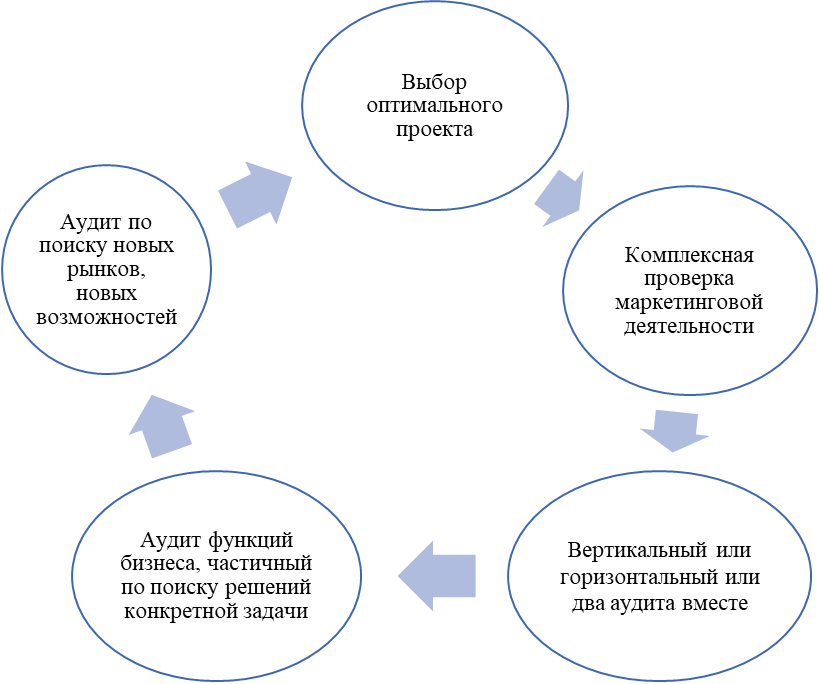 Выбор
оптимального
проекта
Комплексная
проверка
маркетинговой
деятельности
Вертикальный или
горизонтальный или
два аудита вместе
Аудит функций
бизнеса, частичный
по поиску решений
конкретной задачи
Аудит по
поиску новых
рынков,
новых
возможностей